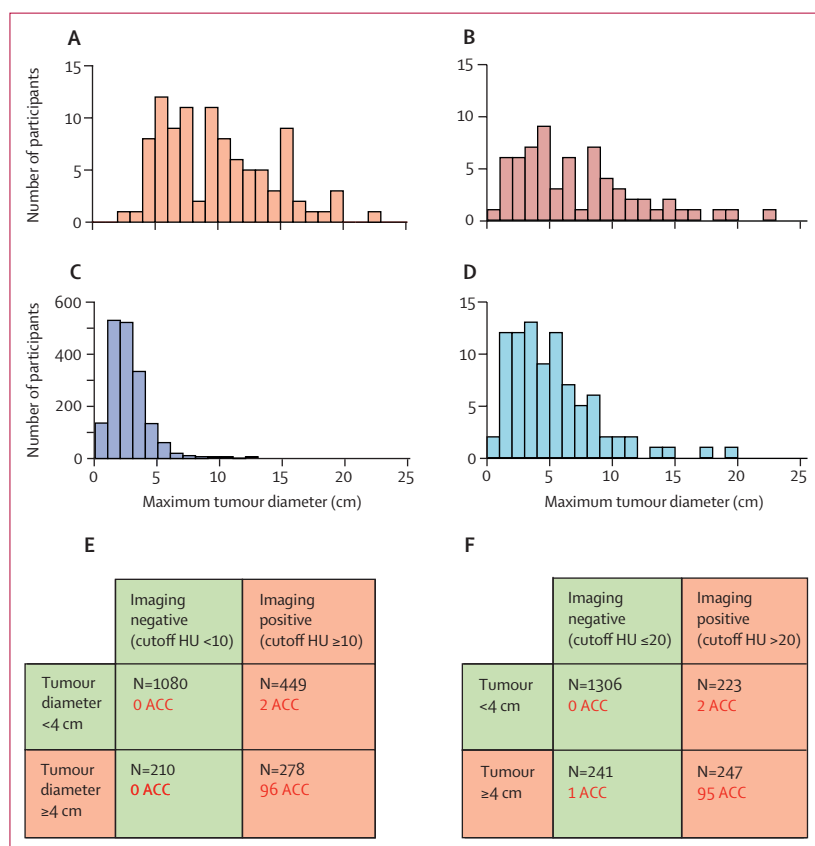 A
Number of participants
15
10
5
0
B
15
10
5
0
C
Number of participants
600
400
200
0
0 5 10 15 20 25
Maximum tumour diameter (cm)
D
15
10
5
0
0 5 10 15 20 25
Maximum tumour diameter (cm)
E
Imaging
negative
(cutoff HU <10)
Imaging
positive
(cutoff HU ≥10)
Tumour
diameter
<4 cm
N=1080
0 ACC
N=449
2 ACC
Tumour
diameter
≥4 cm
N=210
0 ACC
N=278
96 ACC
F
Imaging
negative
(cutoff HU ≤20)
Imaging
positive
(cutoff HU >20)
Tumour
<4 cm
N=1306
0 ACC
N=223
2 ACC
Tumour
≥4 cm
N=241
1 ACC
N=247
95 ACC